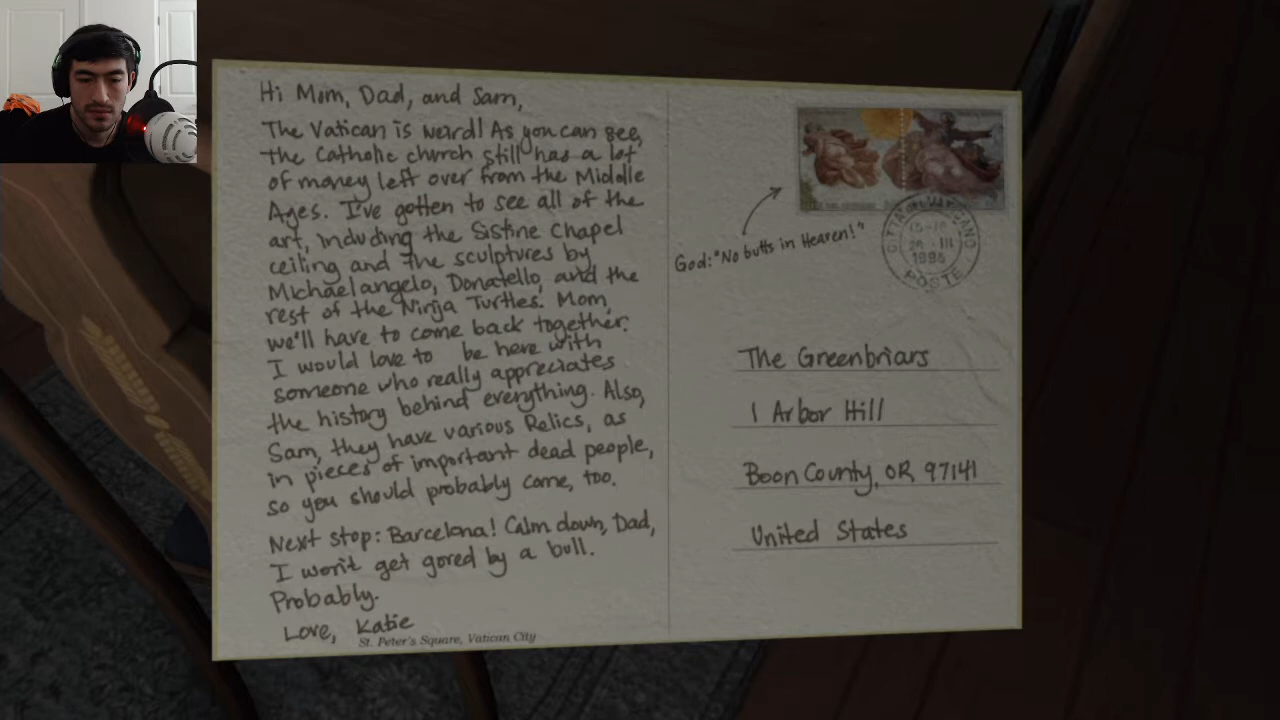 Hi Mom, Dad, and Sam,
The Vatican is weird! As you can see,
the Catholic church still has a lot
of money left over from the Middle
Ages. I've gotten to see all of the
art, including the Sistine Chapel
ceiling and the sculptures by
Michaelangelo, Donatello, and the
rest of the Ninja Turtles. Mom,
we'll have to come back together.
I would love to be here with
someone who really appreciates
the history behind everything. Also,
Sam, they have various Relics, as
in pieces of important dead people,
so you should probably come, too.
Next stop: Barcelona! Calm down, Dad,
I won't get gored by a bull.
Probably.
Love, Katie
St. Peter's Square, Vatican City
God: "No butts in Heaven!"
POSTE
1995
The Greenbriars
1 Arbor Hill
Boon County, OR 97141
United States